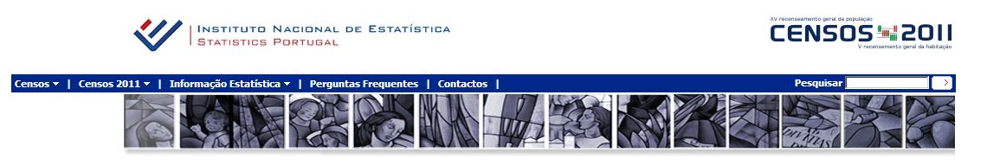 INSTITUTO NACIONAL DE ESTATÍSTICA
STATISTICS PORTUGAL
XV recenseamento geral da população
CENSOS 2011
V recenseamento geral da habitação
Censos | Censos 2011 | Informação Estatística | Perguntas Frequentes | Contactos |
Pesquisar